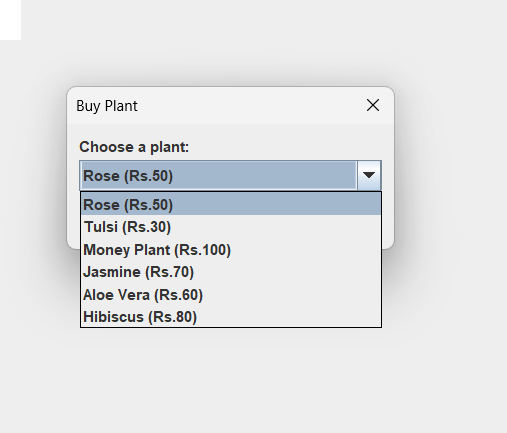 Buy Plant
Choose a plant:
Rose (Rs.50)
Rose (Rs.50)
Tulsi (Rs.30)
Money Plant (Rs.100)
Jasmine (Rs.70)
Aloe Vera (Rs.60)
Hibiscus (Rs.80)